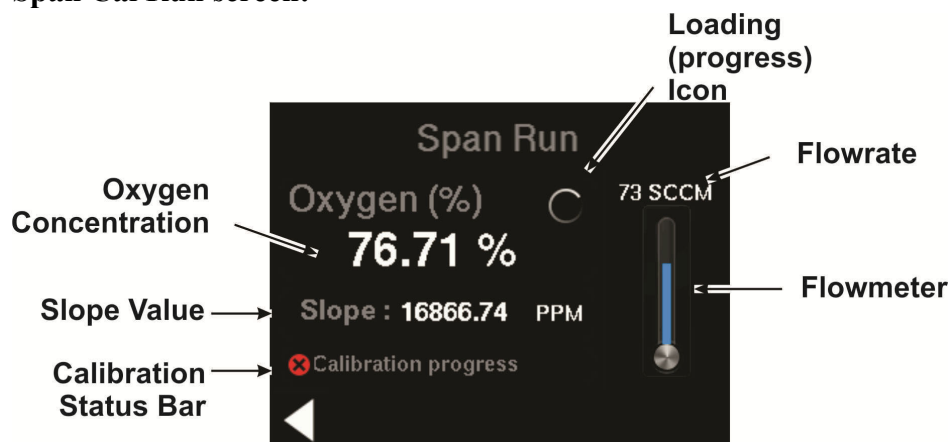 Span Cal Run screen:
Loading
(progress)
Icon
Span Run
Flowrate
Oxygen
Concentration
Oxygen (%)
73 SCCM
76.71 %
Flowmeter
Slope Value
Slope : 16866.74 PPM
Calibration
Status Bar
Calibration progress